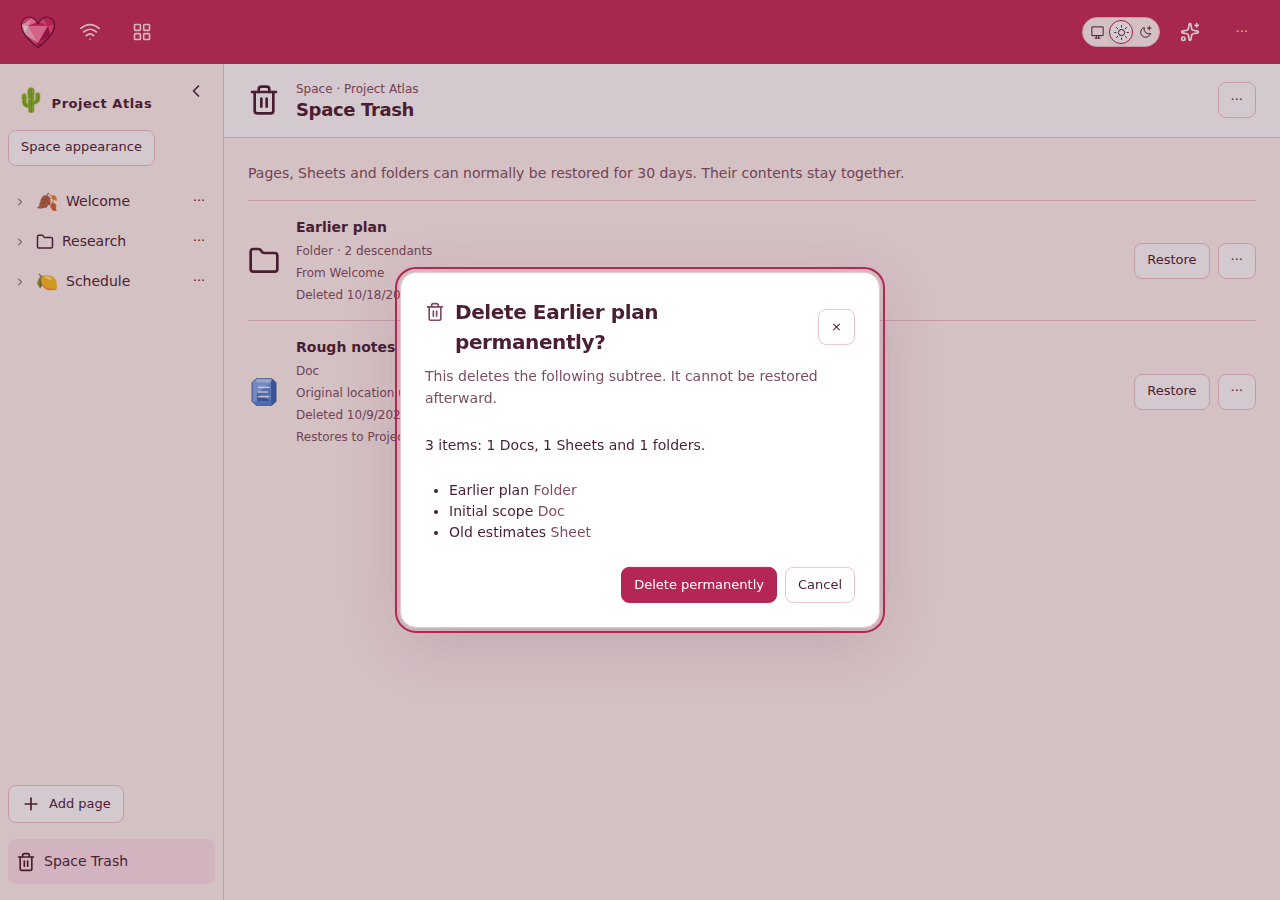 Project Atlas
Space appearance
Welcome
Research
Schedule
Add page
Space Trash
Space · Project Atlas
Space Trash
Pages, Sheets and folders can normally be restored for 30 days. Their contents stay together.
Earlier plan
Folder · 2 descendants
From Welcome
Deleted 10/18/20
Restore
Rough notes
Doc
Original location
Deleted 10/9/202
Restores to Projec
Restore
Delete Earlier plan
permanently?
This deletes the following subtree. It cannot be restored
afterward.
3 items: 1 Docs, 1 Sheets and 1 folders.
• Earlier plan Folder
• Initial scope Doc
• Old estimates Sheet
Delete permanently
Cancel